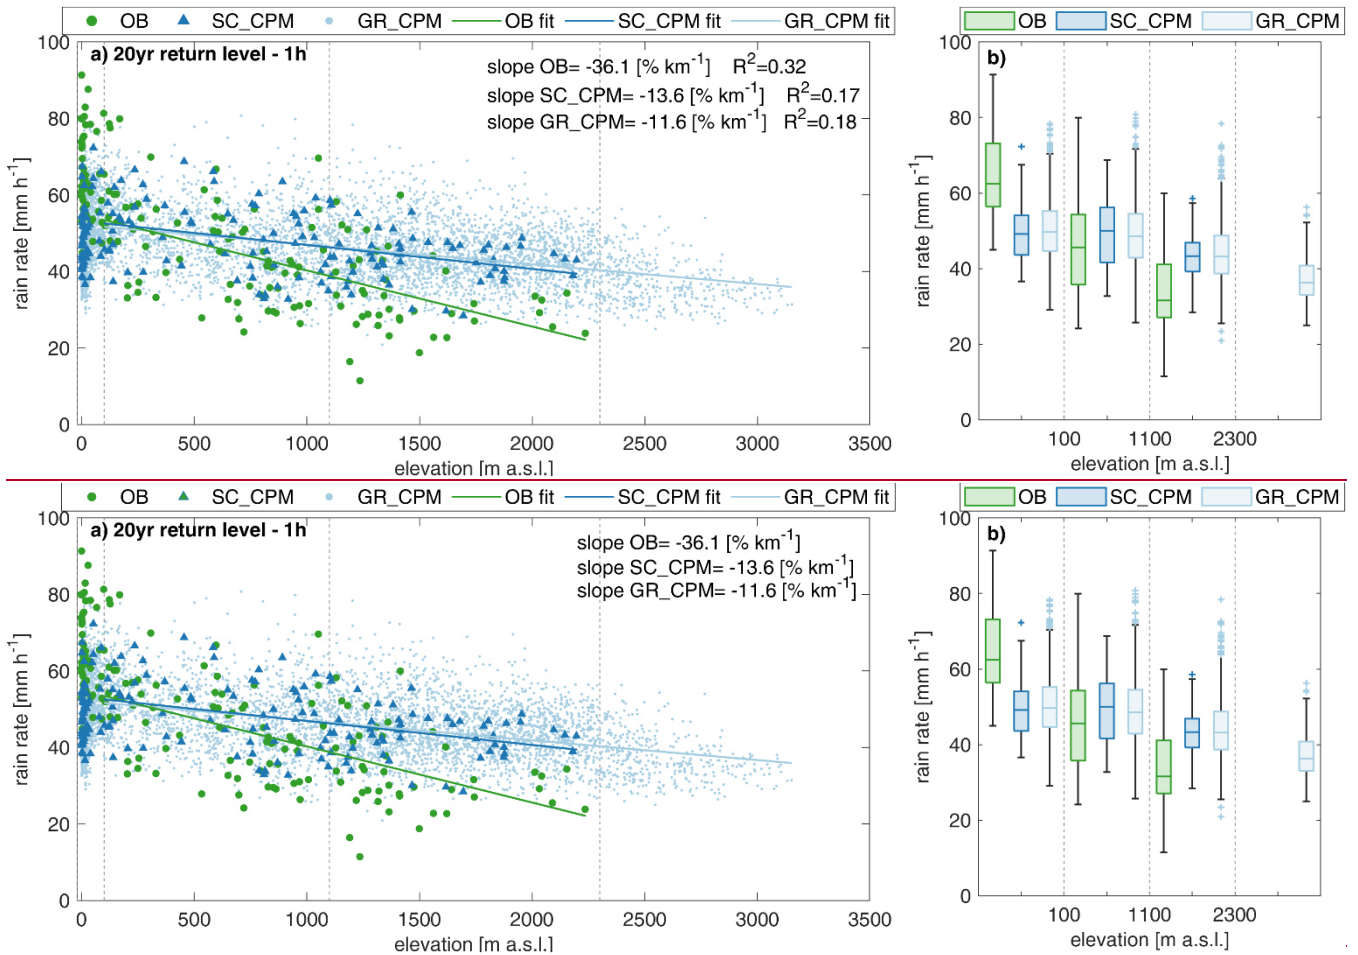 OB SC_CPM GR_CPM OB fit SC_CPM fit GR_CPM fit
OB SC_CPM GR_CPM
a) 20yr return level - 1h
slope OB= -36.1 [% km⁻¹] R²=0.32
slope SC_CPM= -13.6 [% km⁻¹] R²=0.17
slope GR_CPM= -11.6 [% km⁻¹] R²=0.18
100
80
60
40
20
0
rain rate [mm h⁻¹]
0 500 1000 1500 2000 2500 3000 3500
elevation [m a.s.l.]
b)
100
80
60
40
20
0
rain rate [mm h⁻¹]
100 1100 2300
elevation [m a.s.l.]
OB SC_CPM GR_CPM OB fit SC_CPM fit GR_CPM fit
OB SC_CPM GR_CPM
a) 20yr return level - 1h
slope OB= -36.1 [% km⁻¹]
slope SC_CPM= -13.6 [% km⁻¹]
slope GR_CPM= -11.6 [% km⁻¹]
100
80
60
40
20
0
rain rate [mm h⁻¹]
0 500 1000 1500 2000 2500 3000 3500
elevation [m a.s.l.]
b)
100
80
60
40
20
0
rain rate [mm h⁻¹]
100 1100 2300
elevation [m a.s.l.]